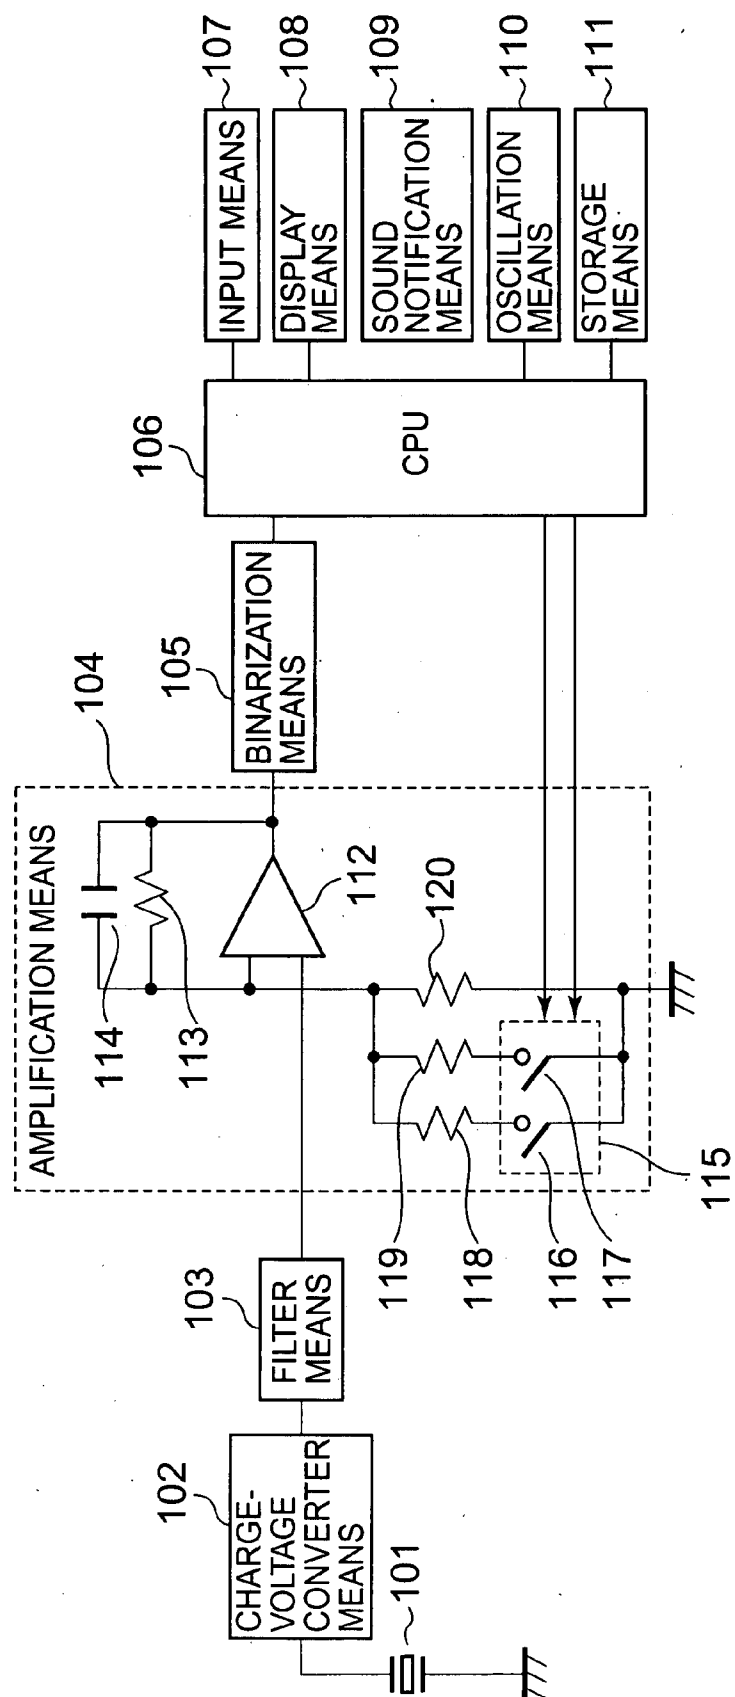 107
108
109
110
111
INPUT MEANS
DISPLAY
MEANS
SOUND
NOTIFICATION
MEANS
OSCILLATION
MEANS
STORAGE
MEANS
106
CPU
105
BINARIZATION
MEANS
104
AMPLIFICATION MEANS
114
113
112
120
119
118
116
117
115
103
FILTER
MEANS
102
CHARGE-
VOLTAGE
CONVERTER
MEANS
101